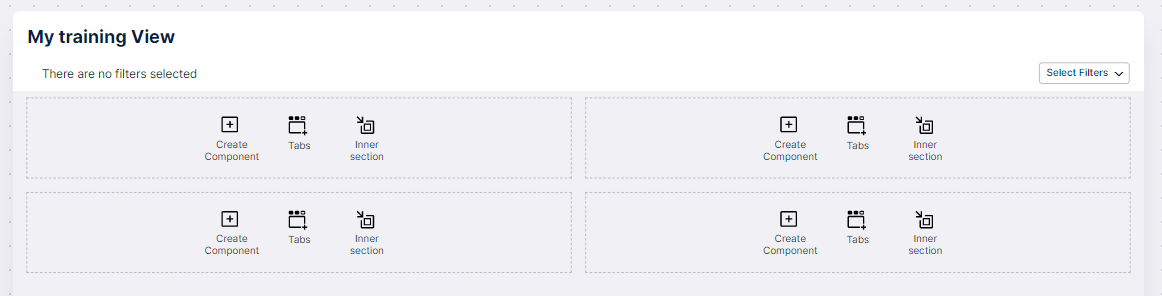 My training View
There are no filters selected
Select Filters
Create
Component
Tabs
Inner
section
Create
Component
Tabs
Inner
section
Create
Component
Tabs
Inner
section
Create
Component
Tabs
Inner
section